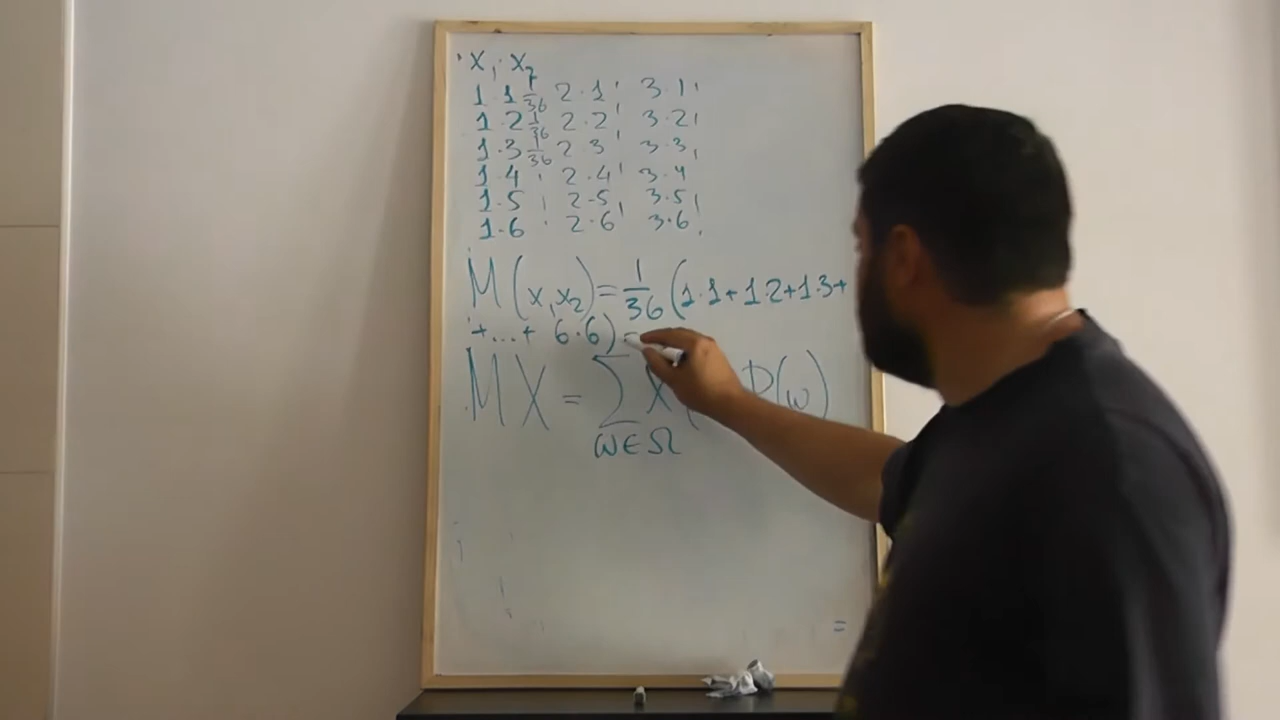 X₁·X₂
1·1 1/36 2·1 3·1
1·2 1/36 2·2 3·2
1·3 1/36 2 3 3·3
1·4 2·4 3·4
1·5 2·5 3·5
1·6 2·6 3·6
M(X₁X₂)=1/36(1·1+1·2+1·3+
+...+ 6·6)=
MX = Σ X( P(ω)
ω∈Ω
=